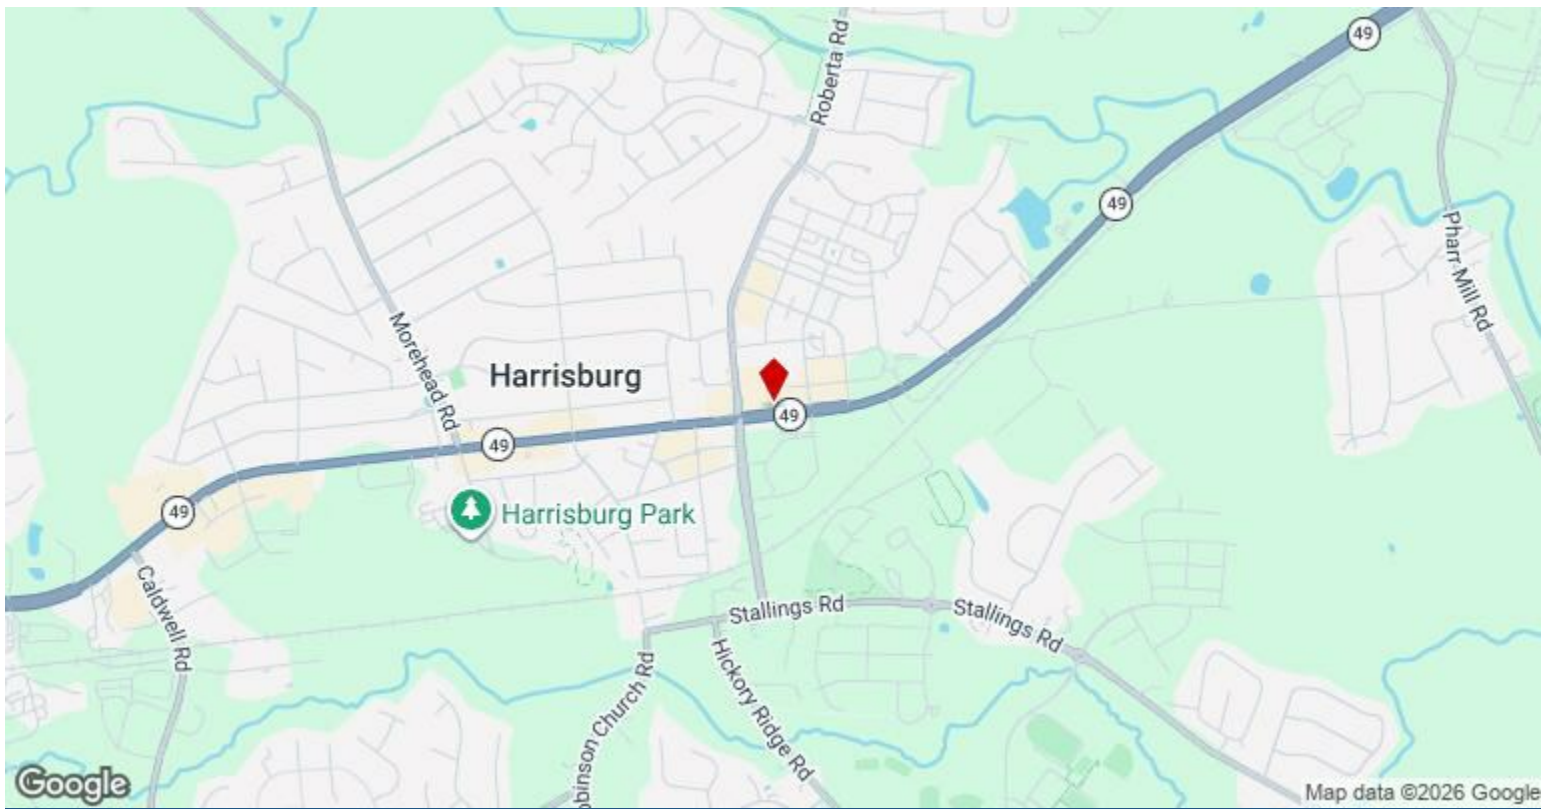 49
Roberta Rd
49
Pharr Mill Rd
Morehead Rd
Harrisburg
49
49
49
Harrisburg Park
Caldwell Rd
Stallings Rd
Stallings Rd
Hickory Ridge Rd
obinson Church Rd
Google
Map data ©2026 Google